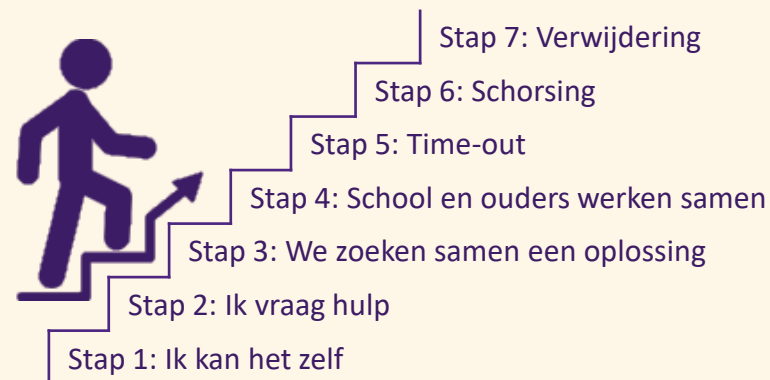 Stap 7: Verwijdering
Stap 6: Schorsing
Stap 5: Time-out
Stap 4: School en ouders werken samen
Stap 3: We zoeken samen een oplossing
Stap 2: Ik vraag hulp
Stap 1: Ik kan het zelf